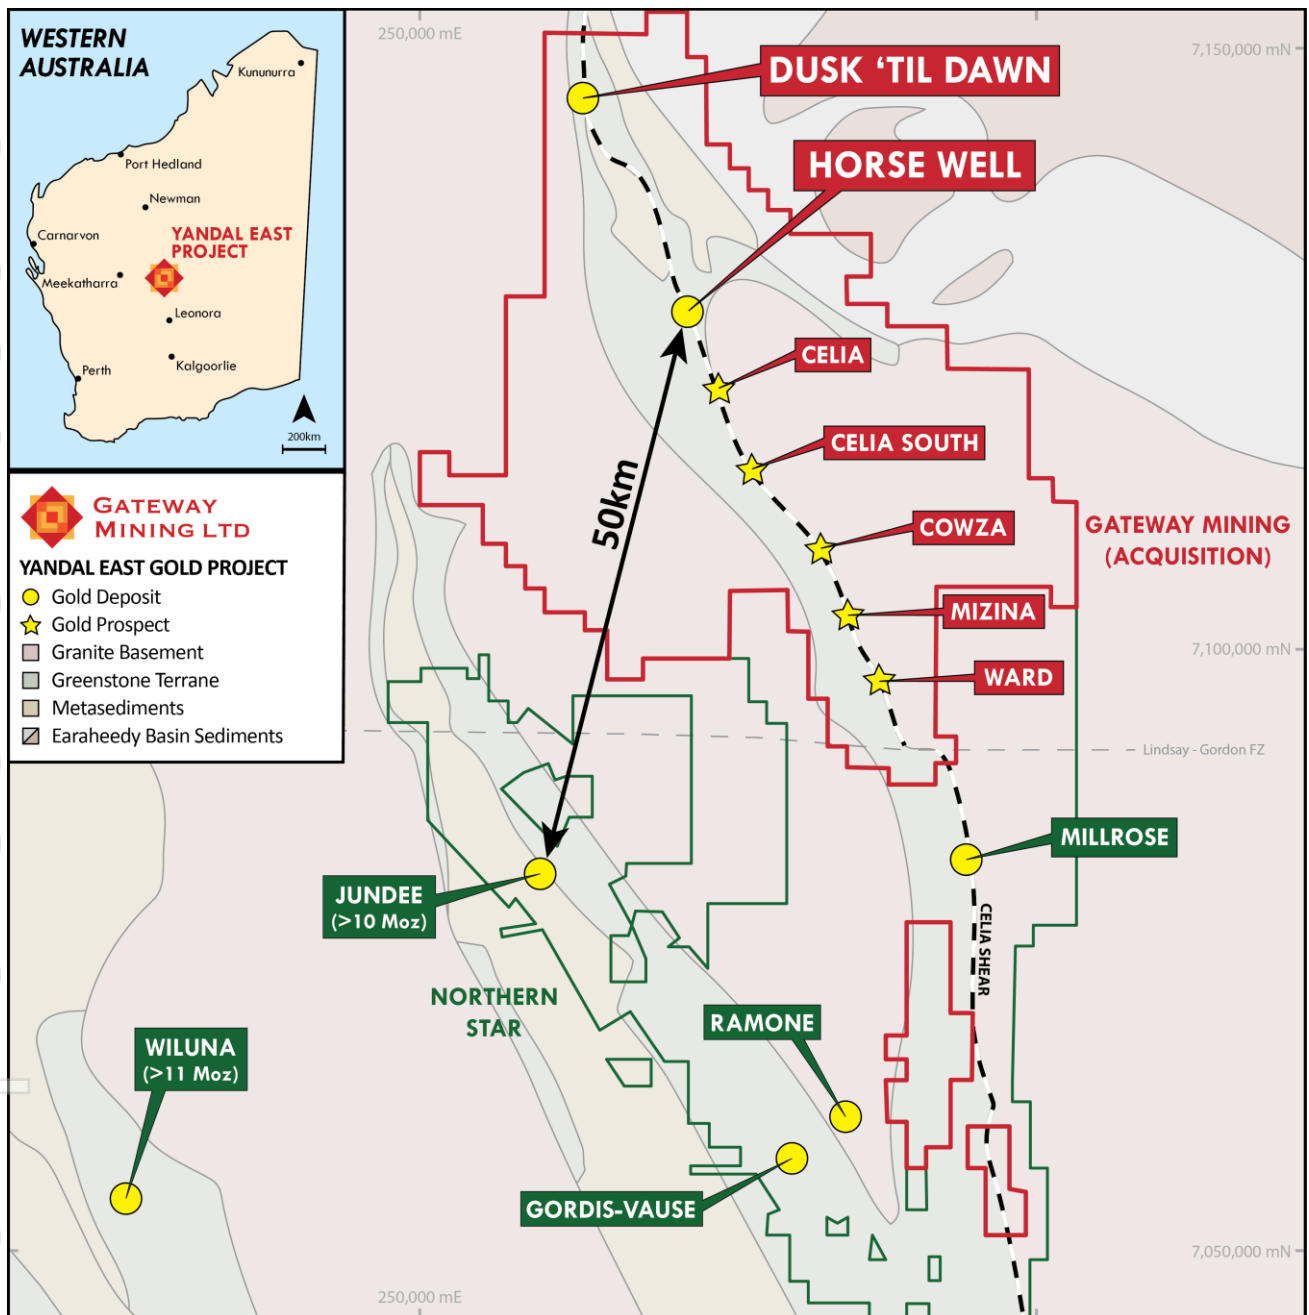 WESTERN
AUSTRALIA
Kununurra
Port Hedland
Newman
Carnarvon
YANDAL EAST
PROJECT
Meekatharra
Leonora
Kalgoorlie
Perth
200km
GATEWAY
MINING LTD
YANDAL EAST GOLD PROJECT
Gold Deposit
Gold Prospect
Granite Basement
Greenstone Terrane
Metasediments
Earaheedy Basin Sediments
250,000 mE
7,150,000 mN
DUSK ‘TIL DAWN
HORSE WELL
CELIA
CELIA SOUTH
50km
COWZA
GATEWAY MINING
(ACQUISITION)
MIZINA
7,100,000 mN
WARD
Lindsay - Gordon FZ
MILLROSE
JUNDEE
(>10 Moz)
CELIA SHEAR
NORTHERN
STAR
RAMONE
WILUNA
(>11 Moz)
GORDIS-VAUSE
7,050,000 mN
250,000 mE